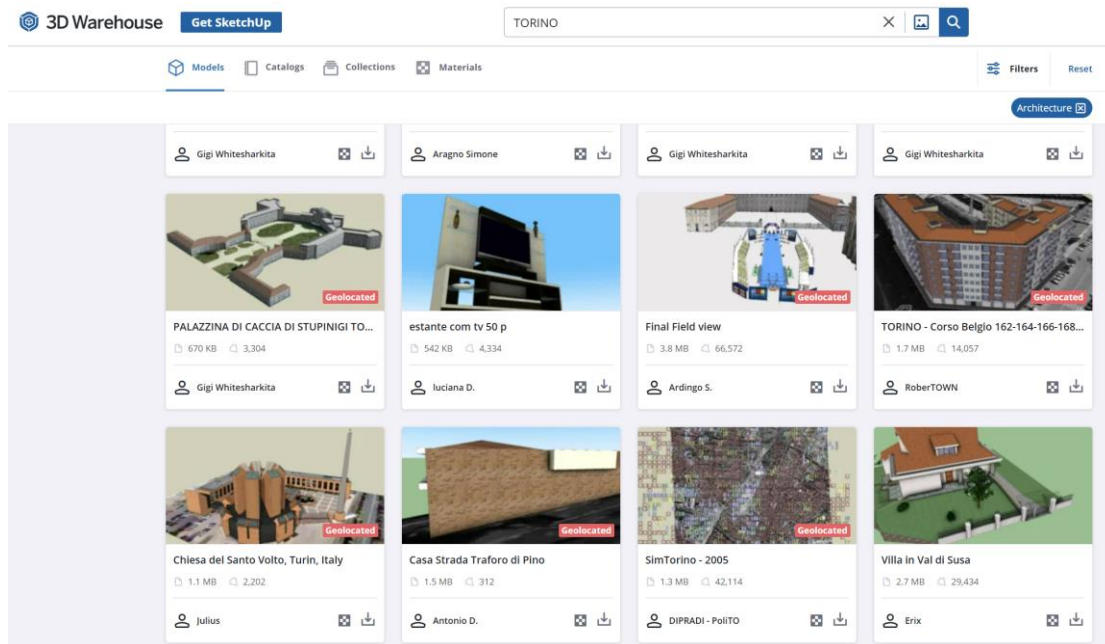 3D Warehouse
Get SketchUp
TORINO
Models
Catalogs
Collections
Materials
Filters
Reset
Architecture
Gigi Whitesharkita
Aragno Simone
Gigi Whitesharkita
Gigi Whitesharkita
Geolocated
Geolocated
Geolocated
PALAZZINA DI CACCIA DI STUPINIGI TO...
estante com tv 50 p
Final Field view
TORINO - Corso Belgio 162-164-166-168...
670 KB 3,304
542 KB 4,334
3.8 MB 66,572
1.7 MB 14,057
Gigi Whitesharkita
luciana D.
Ardingo S.
RoberTOWN
Geolocated
Geolocated
Geolocated
Chiesa del Santo Volto, Turin, Italy
Casa Strada Traforo di Pino
SimTorino - 2005
Villa in Val di Susa
1.1 MB 2,202
1.5 MB 312
1.3 MB 42,114
2.7 MB 29,434
Julius
Antonio D.
DIPRADI - PoliTO
Erix